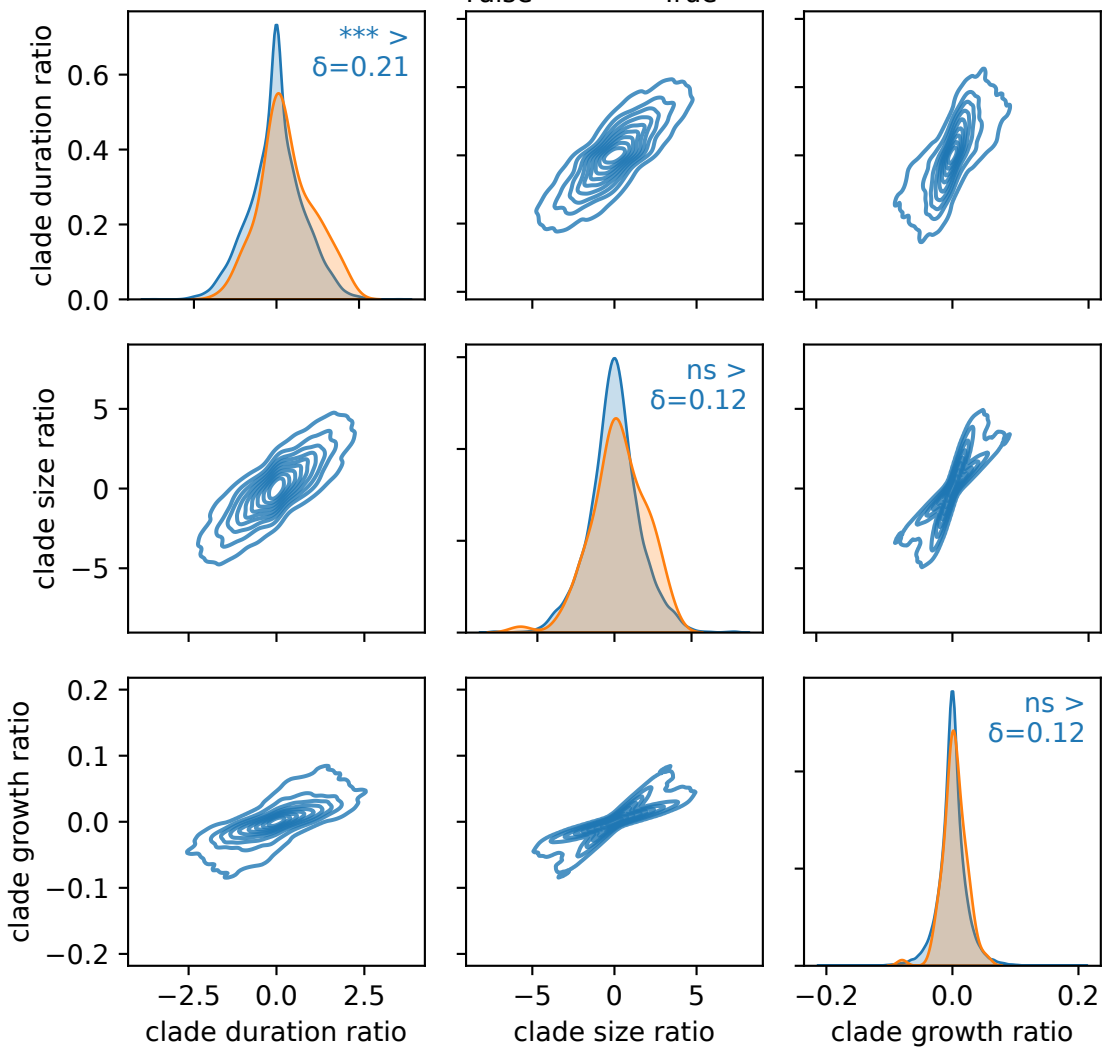 clade duration ratio
0.6
0.4
0.2
0.0
*** >
δ=0.21
clade size ratio
5
0
−5
ns >
δ=0.12
clade growth ratio
0.2
0.1
0.0
−0.1
−0.2
ns >
δ=0.12
−2.5 0.0 2.5
−5 0 5
−0.2 0.0 0.2
clade duration ratio
clade size ratio
clade growth ratio